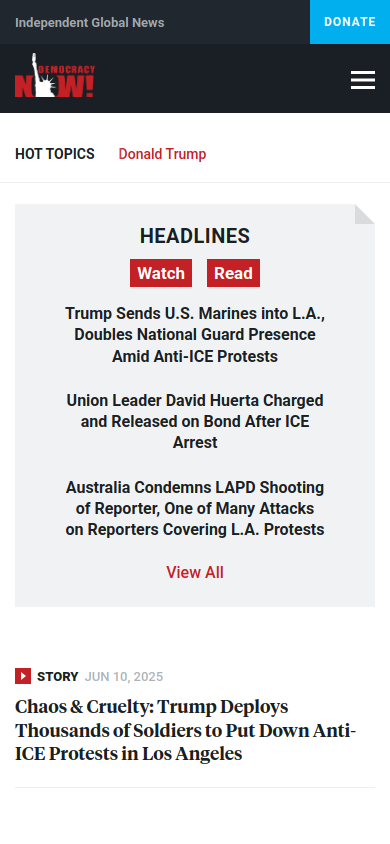 Independent Global News
DONATE
DEMOCRACY
NOW!
HOT TOPICS
Donald Trump
HEADLINES
Watch
Read
Trump Sends U.S. Marines into L.A.,
Doubles National Guard Presence
Amid Anti-ICE Protests
Union Leader David Huerta Charged
and Released on Bond After ICE
Arrest
Australia Condemns LAPD Shooting
of Reporter, One of Many Attacks
on Reporters Covering L.A. Protests
View All
STORY JUN 10, 2025
Chaos & Cruelty: Trump Deploys
Thousands of Soldiers to Put Down Anti-
ICE Protests in Los Angeles